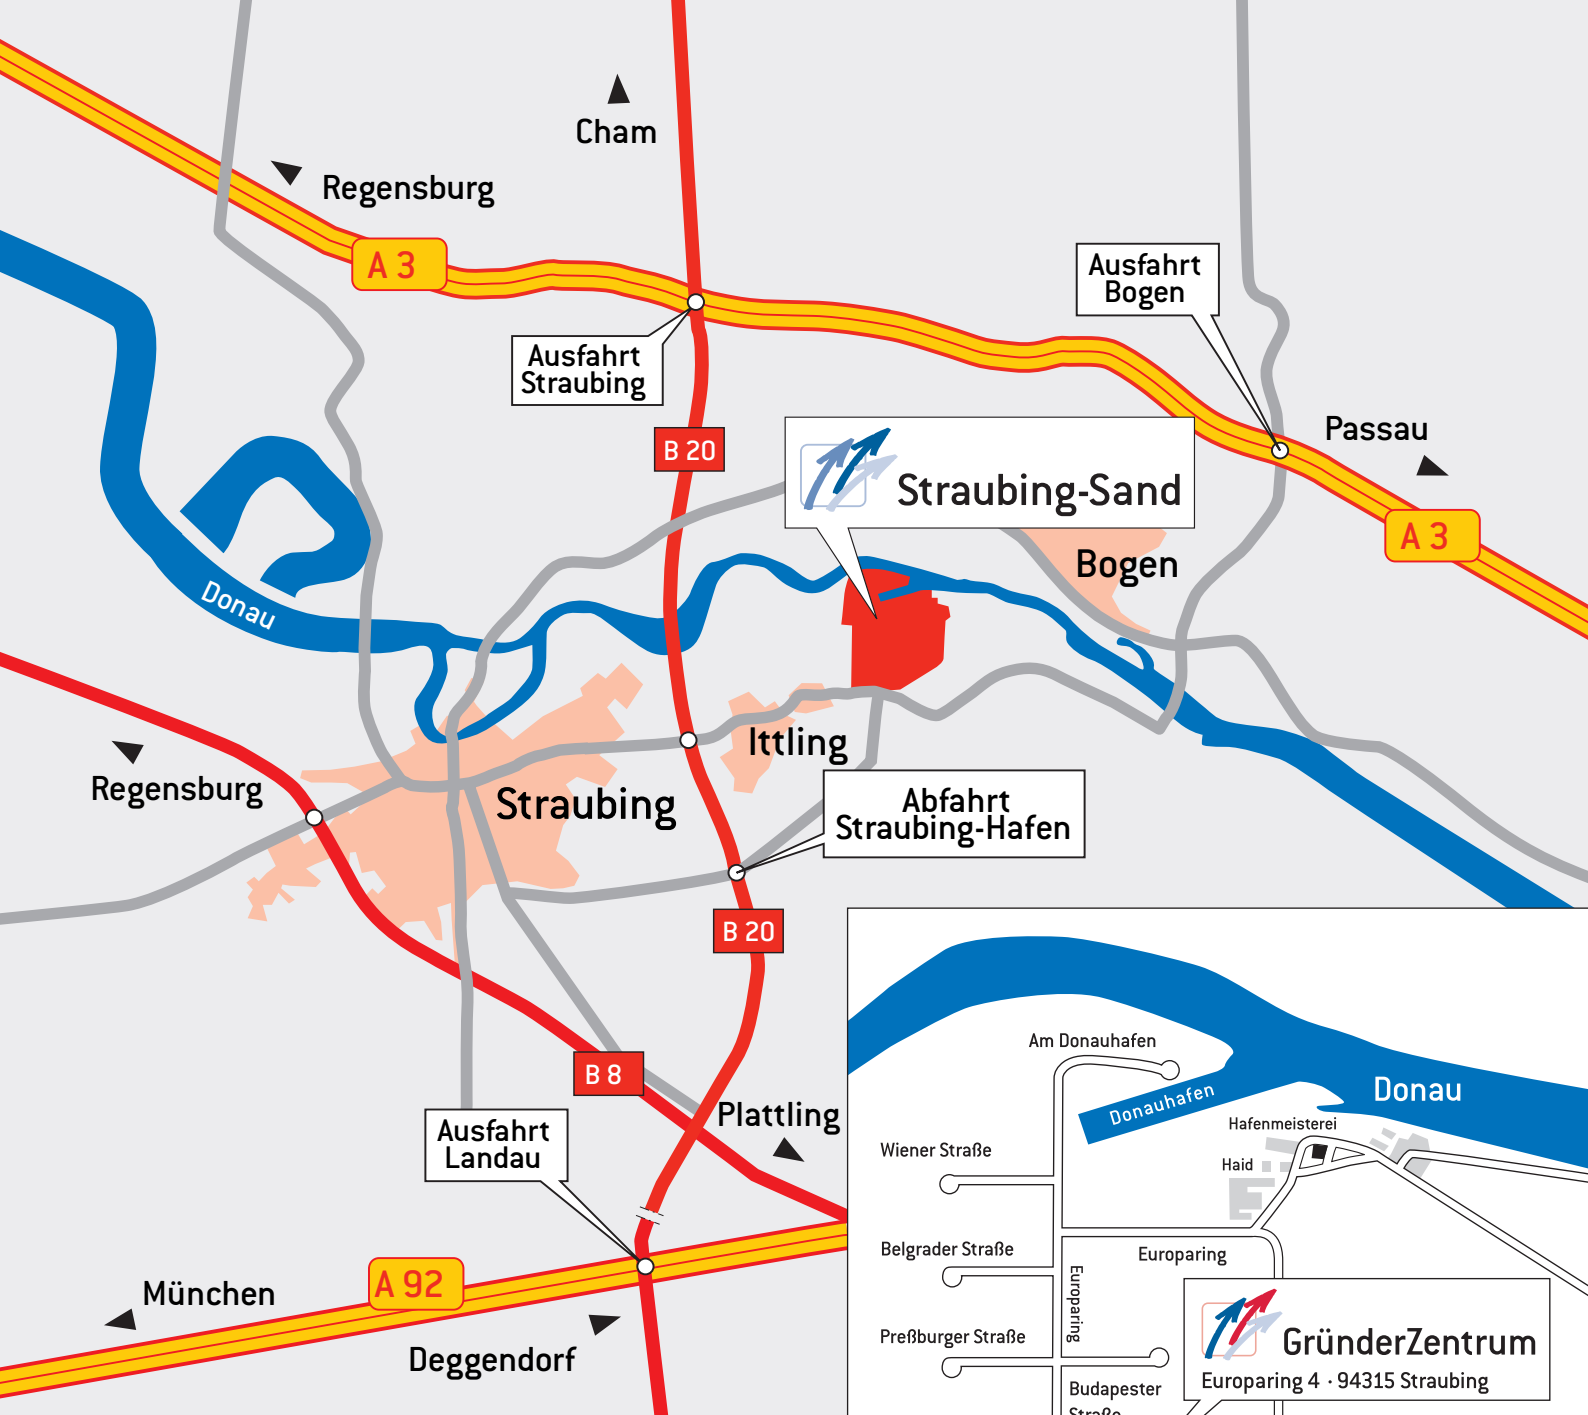 Cham
Regensburg
A 3
Ausfahrt
Bogen
Ausfahrt
Straubing
Passau
B 20
Straubing-Sand
A 3
Bogen
Donau
Ittling
Regensburg
Straubing
Abfahrt
Straubing-Hafen
B 20
B 8
Plattling
Ausfahrt
Landau
A 92
München
Deggendorf
Am Donauhafen
Donauhafen
Donau
Hafenmeisterei
Wiener Straße
Haid
Belgrader Straße
Europaring
Europaring
Preßburger Straße
GründerZentrum
Europaring 4 · 94315 Straubing
Budapester
Straße